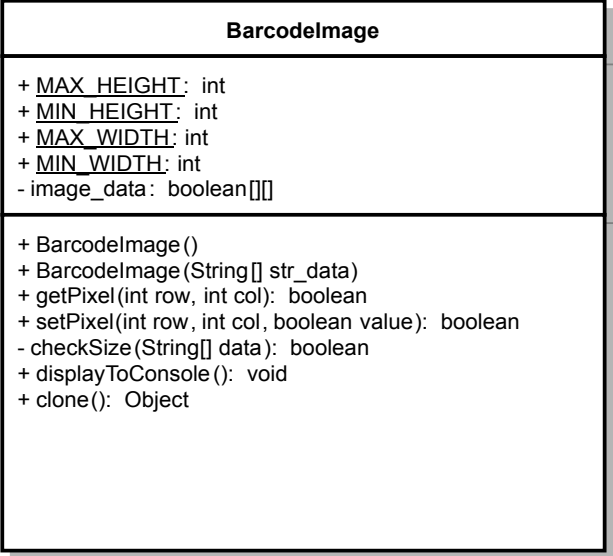 BarcodeImage
+ MAX_HEIGHT: int
+ MIN_HEIGHT: int
+ MAX_WIDTH: int
+ MIN_WIDTH: int
- image_data: boolean[][]
+ BarcodeImage()
+ BarcodeImage(String[] str_data)
+ getPixel(int row, int col): boolean
+ setPixel(int row, int col, boolean value): boolean
- checkSize(String[] data): boolean
+ displayToConsole(): void
+ clone(): Object